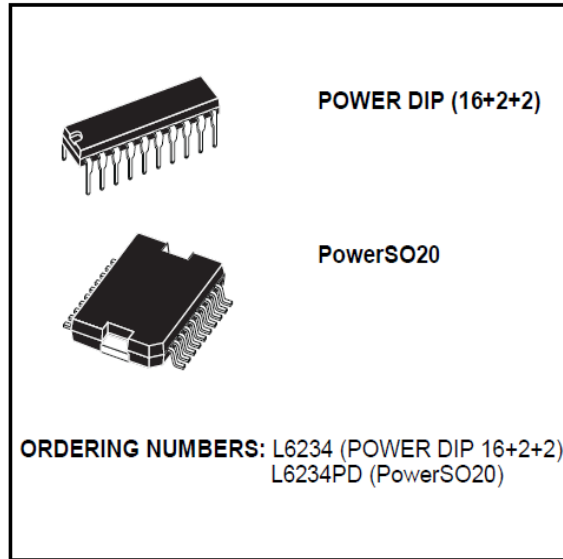 POWER DIP (16+2+2)
PowerSO20
ORDERING NUMBERS: L6234 (POWER DIP 16+2+2)
L6234PD (PowerSO20)